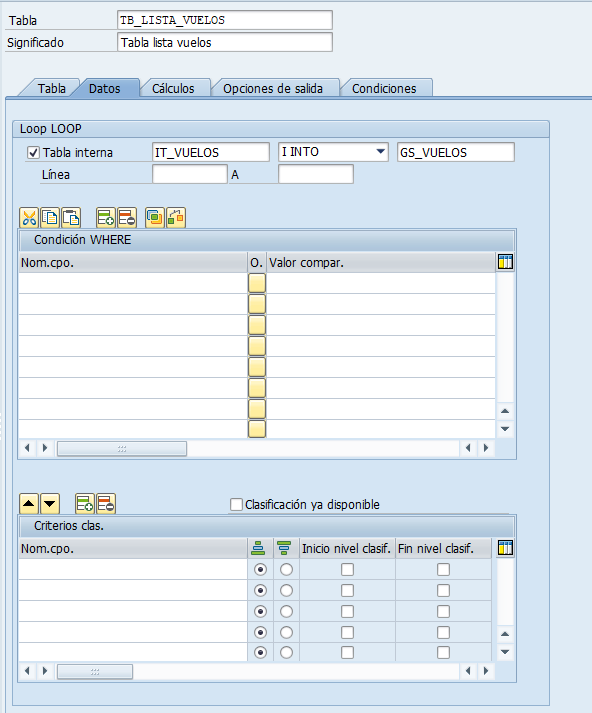 Tabla TB_LISTA_VUELOS
Significado Tabla lista vuelos
Tabla Datos Cálculos Opciones de salida Condiciones
Loop LOOP
Tabla interna IT_VUELOS I INTO GS_VUELOS
Línea A
Condición WHERE
Nom.cpo. O. Valor compar.
Clasificación ya disponible
Criterios clas.
Nom.cpo. Inicio nivel clasif. Fin nivel clasif.